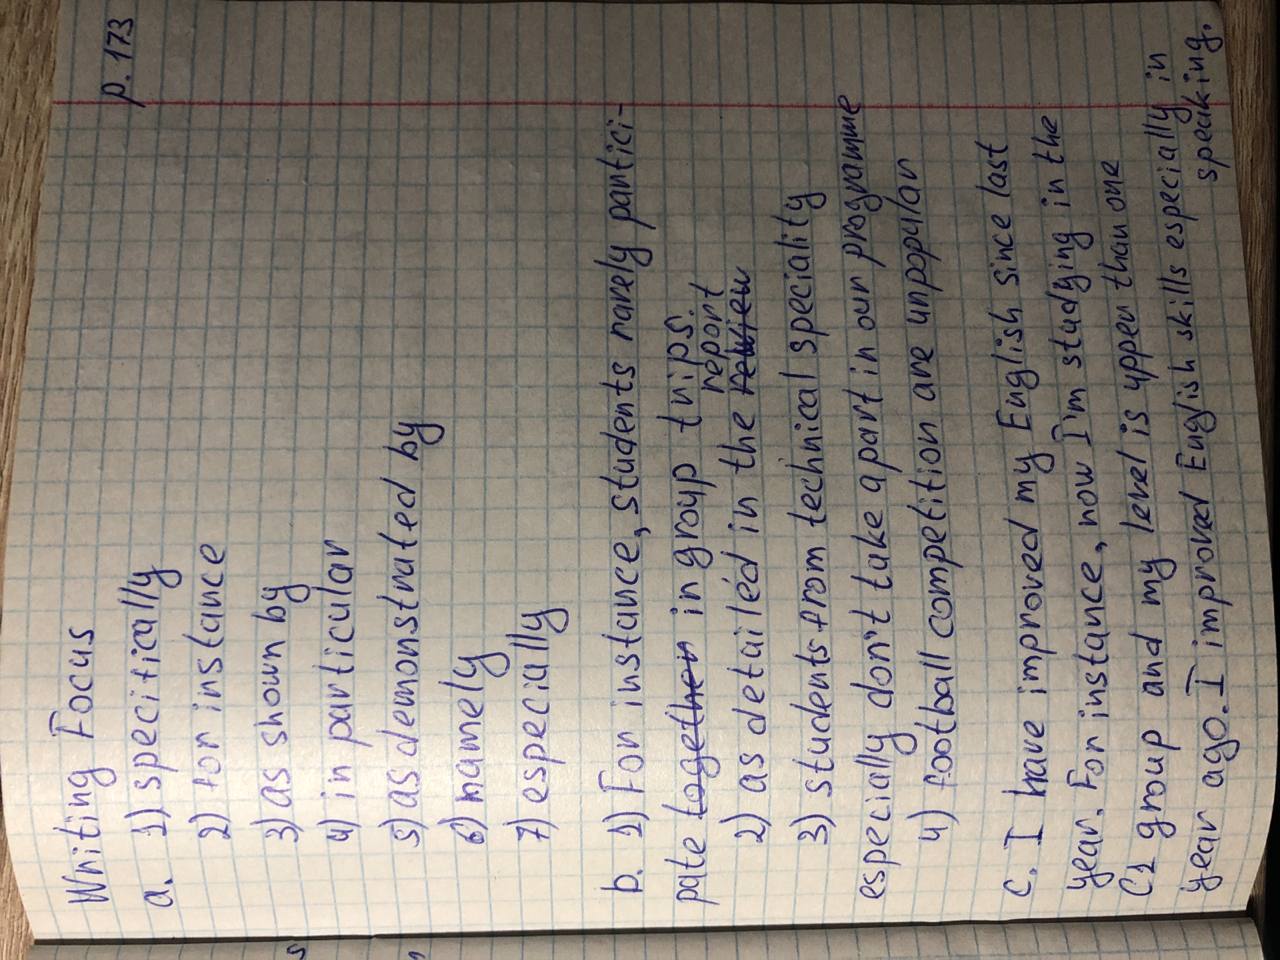 p. 173
Writing Focus
a. 1) specifically
2) for instance
3) as shown by
4) in particular
5) as demonstrated by
6) namely
7) especially
b. 1) For instance, students rarely partici-
pate together in group trips.
report
2) as detailed in the review
3) students from technical speciality
especially don't take apart in our programme
4) football competition are unpopular
c. I have improved my English since last
year. For instance, now I'm studying in the
C1 group and my level is upper than one
year ago. I improved English skills especially in
speaking.